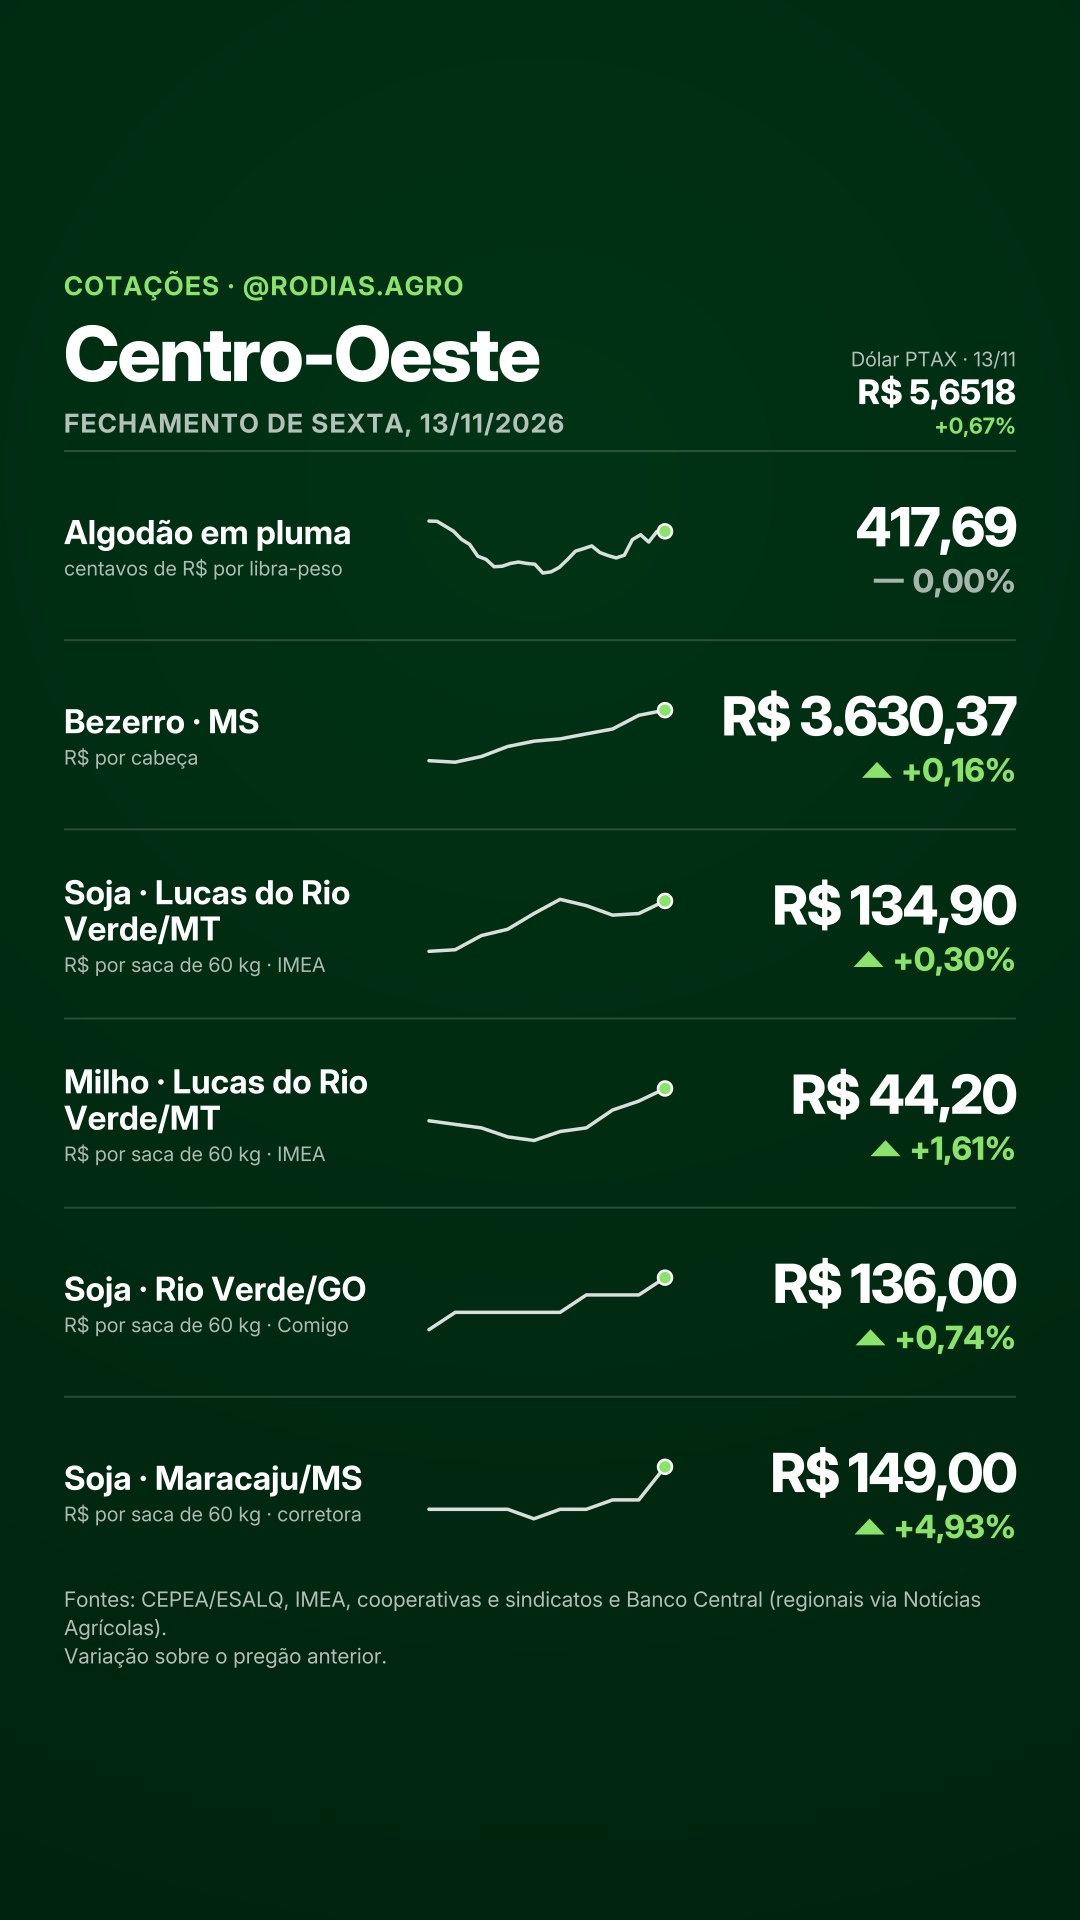 COTAÇÕES · @RODIAS.AGRO
Centro-Oeste
FECHAMENTO DE SEXTA, 13/11/2026
Dólar PTAX · 13/11
R$ 5,6518
+0,67%
Algodão em pluma
centavos de R$ por libra-peso
417,69
— 0,00%
Bezerro · MS
R$ por cabeça
R$ 3.630,37
▲ +0,16%
Soja · Lucas do Rio
Verde/MT
R$ por saca de 60 kg · IMEA
R$ 134,90
▲ +0,30%
Milho · Lucas do Rio
Verde/MT
R$ por saca de 60 kg · IMEA
R$ 44,20
▲ +1,61%
Soja · Rio Verde/GO
R$ por saca de 60 kg · Comigo
R$ 136,00
▲ +0,74%
Soja · Maracaju/MS
R$ por saca de 60 kg · corretora
R$ 149,00
▲ +4,93%
Fontes: CEPEA/ESALQ, IMEA, cooperativas e sindicatos e Banco Central (regionais via Notícias
Agrícolas).
Variação sobre o pregão anterior.